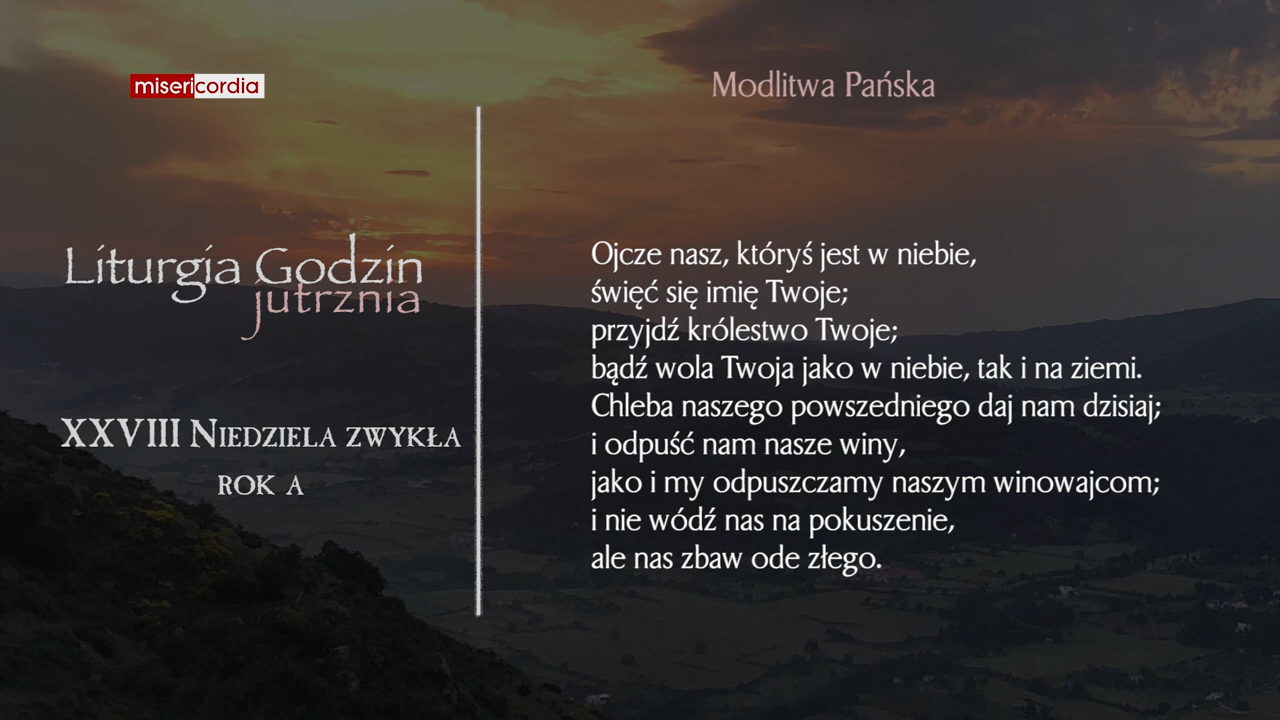 misericordia
Liturgia Godzin
jutrznia
XXVIII Niedziela zwykła
rok a
Modlitwa Pańska
Ojcze nasz, któryś jest w niebie,
święć się imię Twoje;
przyjdź królestwo Twoje;
bądź wola Twoja jako w niebie, tak i na ziemi.
Chleba naszego powszedniego daj nam dzisiaj;
i odpuść nam nasze winy,
jako i my odpuszczamy naszym winowajcom;
i nie wódź nas na pokuszenie,
ale nas zbaw ode złego.